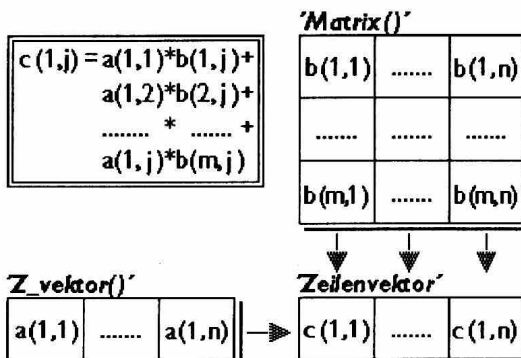 'Matrix()'
c(1,j)=a(1,1)*b(1,j)+
a(1,2)*b(2,j)+
........ * ....... +
a(1,j)*b(m,j)
b(1,1) ....... b(1,n)
....... ....... .......
b(m,1) ....... b(m,n)
'Z_vektor()'
a(1,1) ....... a(1,n)
'Zeilenvektor'
c(1,1) ....... c(1,n)